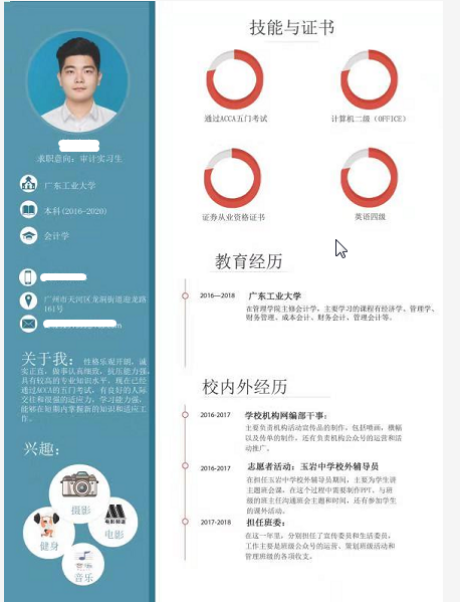 求职意向：审计实习生
广东工业大学
本科(2016-2020)
会计学
广州市天河区龙洞街道迎龙路
161号
关于我：性格乐观开朗，诚
实正直，做事认真细致，抗压能力强，
具有较高的专业知识水平，现在已经
通过ACCA的五门考试，有良好的人际
交往和很强的适应力，学习能力强，
能够在短期内掌握新的知识和适应工
作。
兴趣：
摄影
电影
健身
音乐
技能与证书
通过ACCA五门考试
计算机二级（OFFICE）
证券从业资格证书
英语四级
教育经历
2016—2018 广东工业大学
在管理学院主修会计学，主要学习的课程有经济学、管理学、
财务管理、成本会计、财务会计、管理会计等。
校内外经历
2016-2017 学校机构网编部干事：
主要负责机构活动宣传品的制作，包括喷画、横幅
以及传单的制作，还有负责机构公众号的运营和活
动推广。
2016-2017 志愿者活动：玉岩中学校外辅导员
在担任玉岩中学校外辅导员期间，主要为学生讲
主题班会课，在这个过程中需要制作PPT、与班
级的班主任沟通班会主题和时间，还有参加学生
的课外活动。
2017-2018 担任班委：
在这一年里，分别担任了宣传委员和生活委员，
工作主要是班级公众号的运营、策划班级活动和
管理班级的各项收支。